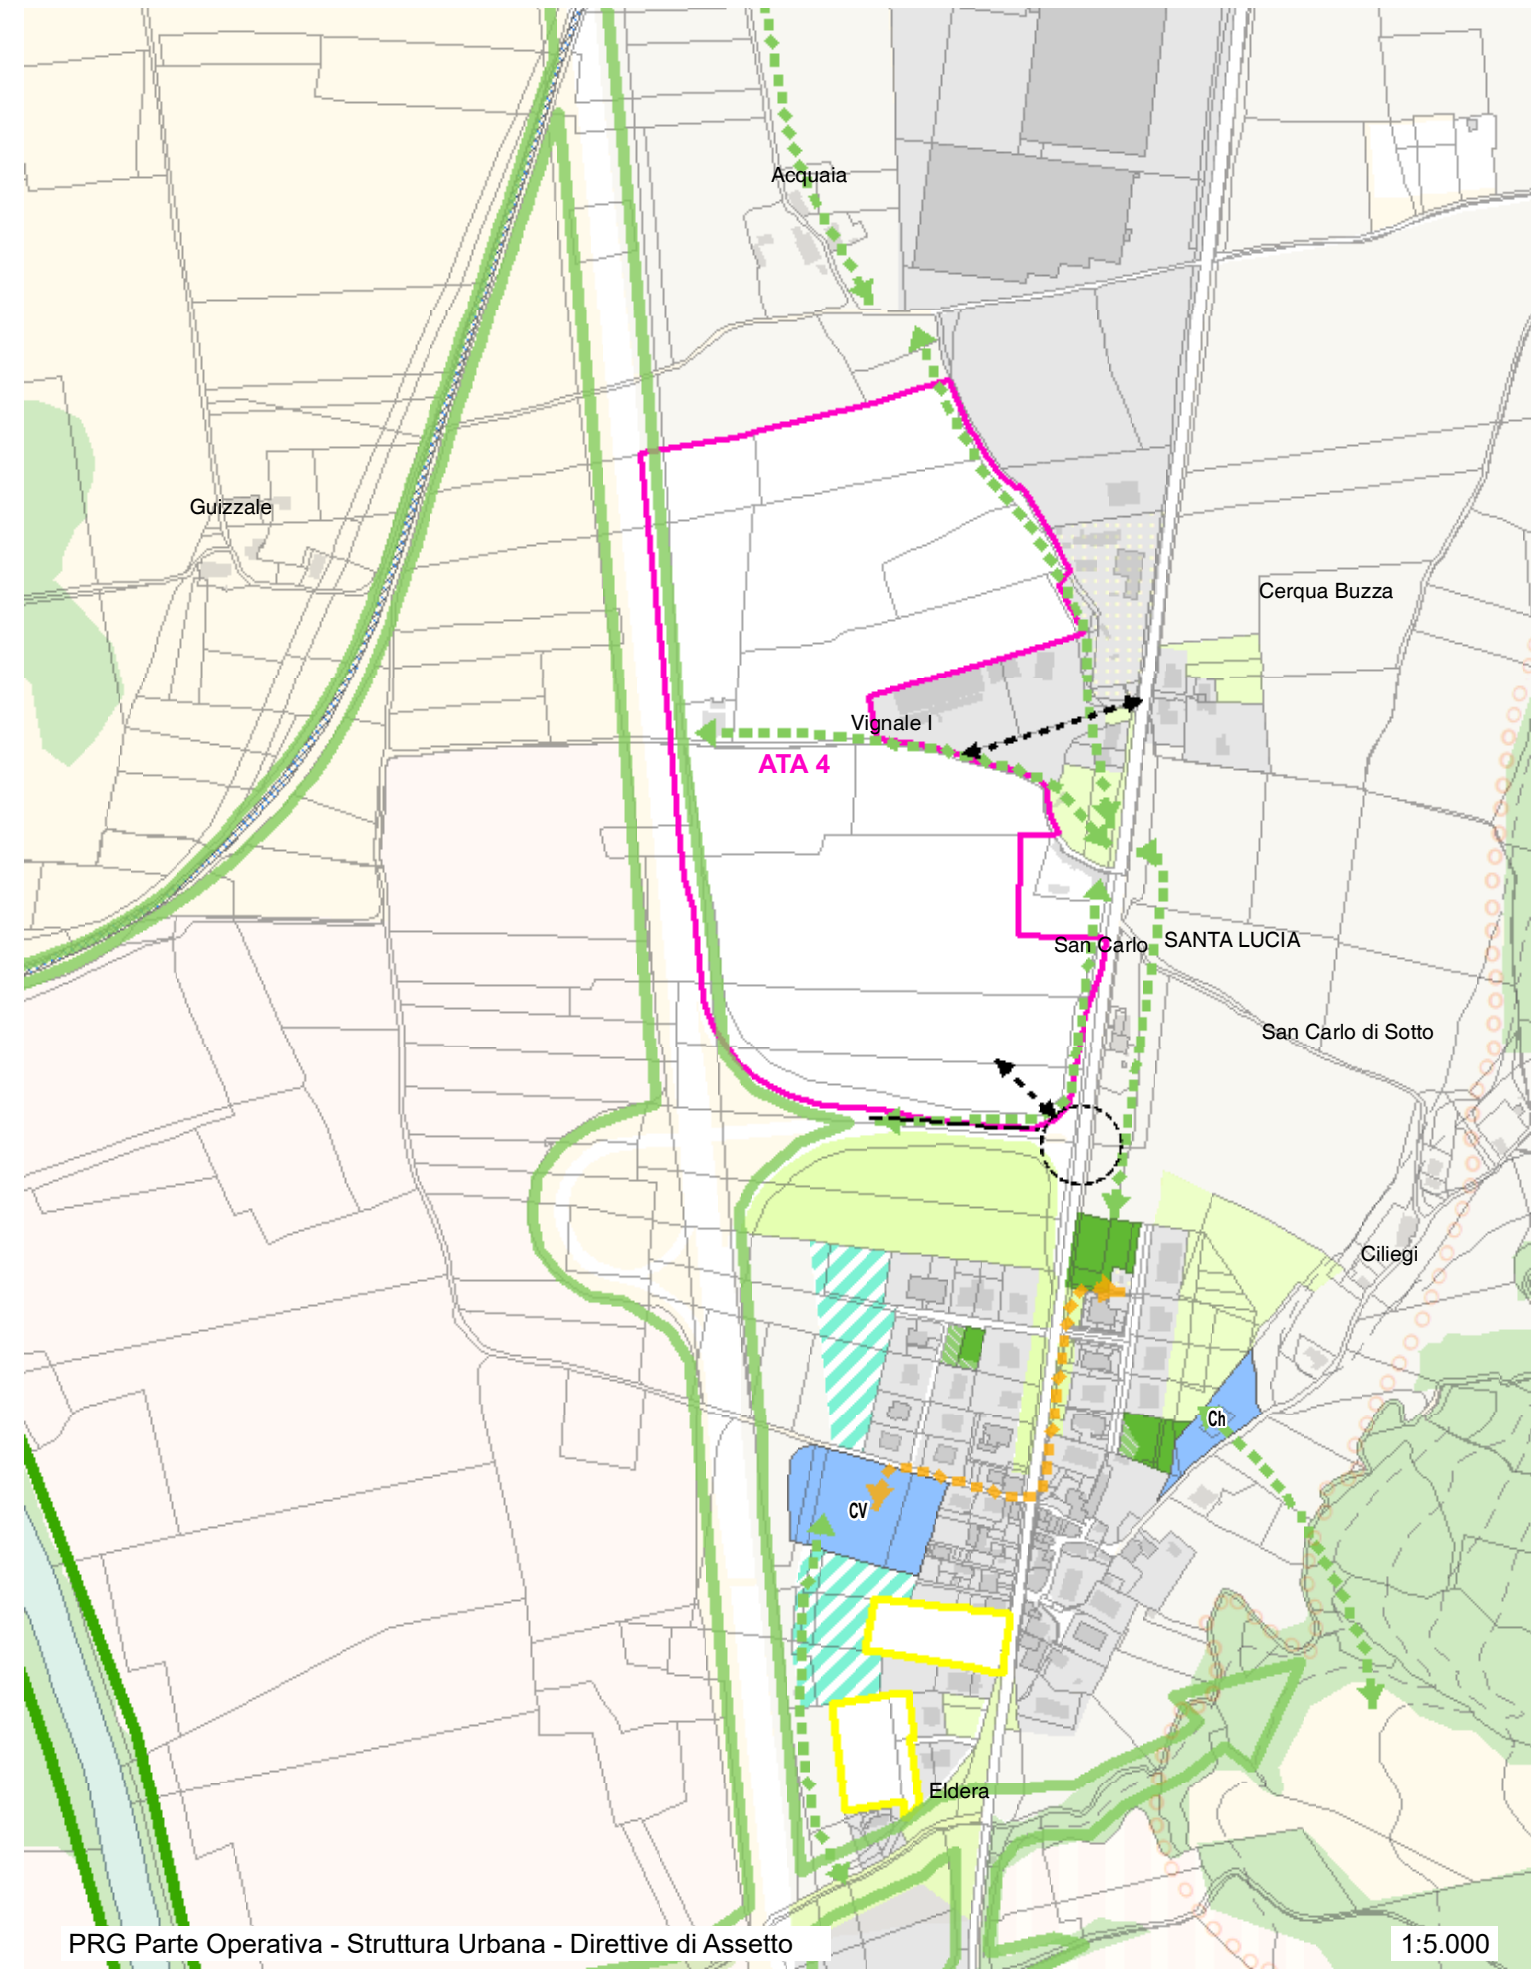 Acquaia
Guizzale
Cerqua Buzza
Vignale I
ATA 4
San Carlo
SANTA LUCIA
San Carlo di Sotto
Ciliegi
Ch
CV
Eldera
PRG Parte Operativa - Struttura Urbana - Direttive di Assetto
1:5.000